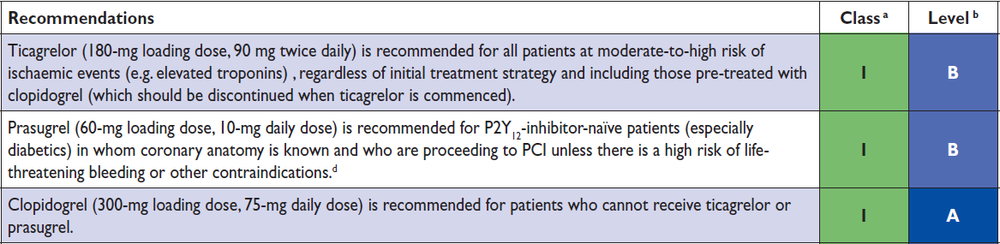 Recommendations Class a Level b
Ticagrelor (180-mg loading dose, 90 mg twice daily) is recommended for all patients at moderate-to-high risk of
ischaemic events (e.g. elevated troponins) , regardless of initial treatment strategy and including those pre-treated with
clopidogrel (which should be discontinued when ticagrelor is commenced).
I B
Prasugrel (60-mg loading dose, 10-mg daily dose) is recommended for P2Y12-inhibitor-naïve patients (especially
diabetics) in whom coronary anatomy is known and who are proceeding to PCI unless there is a high risk of life-
threatening bleeding or other contraindications.d
I B
Clopidogrel (300-mg loading dose, 75-mg daily dose) is recommended for patients who cannot receive ticagrelor or
prasugrel.
I A